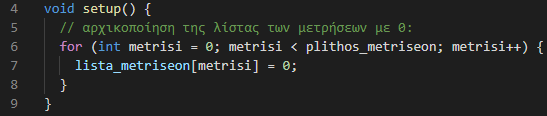 4 void setup() {
5 // αρχικοποίηση της λίστας των μετρήσεων με 0:
6 for (int metrisi = 0; metrisi < plithos_metriseon; metrisi++) {
7 lista_metriseon[metrisi] = 0;
8 }
9 }